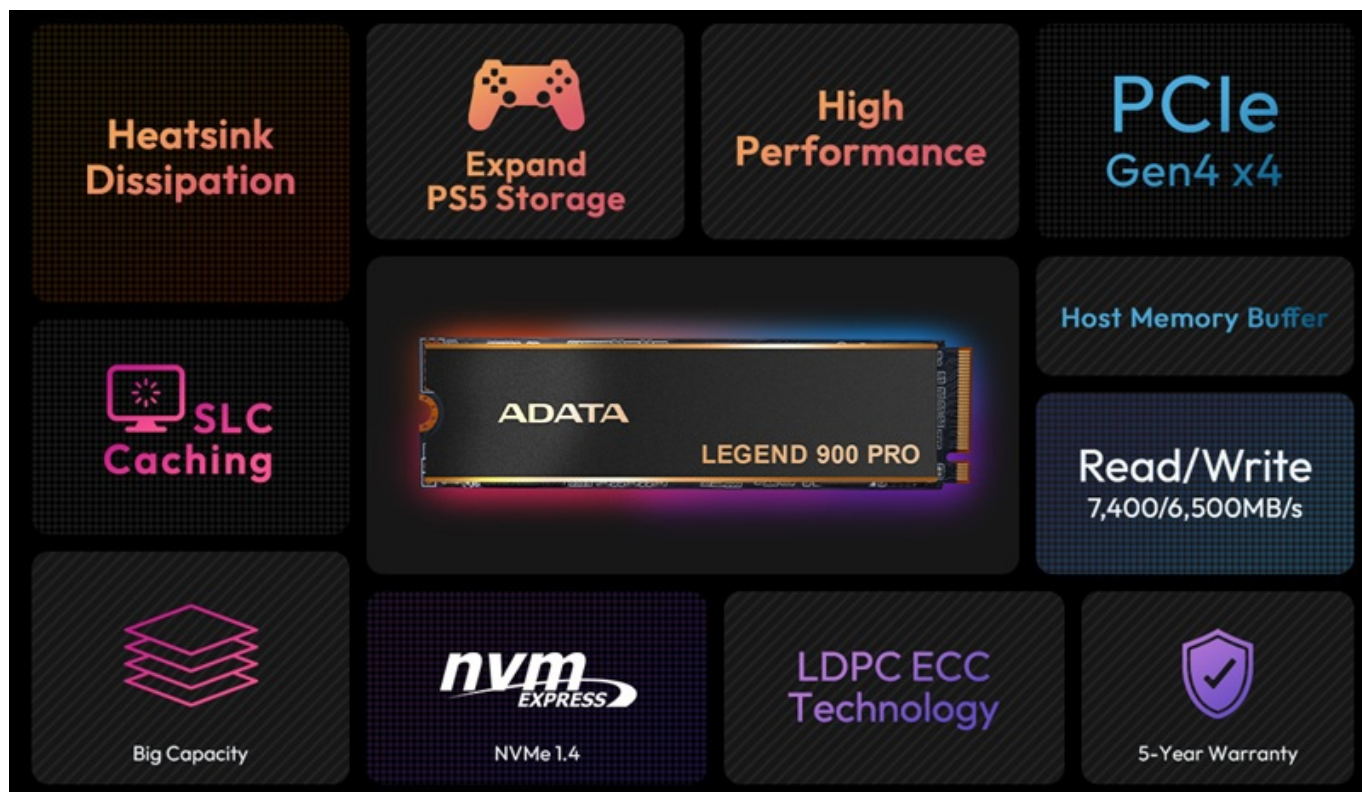 Heatsink
Dissipation
Expand
PS5 Storage
High
Performance
PCIe
Gen4 x4
Host Memory Buffer
SLC
Caching
ADATA
LEGEND 900 PRO
Read/Write
7,400/6,500MB/s
Big Capacity
nvm
EXPRESS
NVMe 1.4
LDPC ECC
Technology
5-Year Warranty